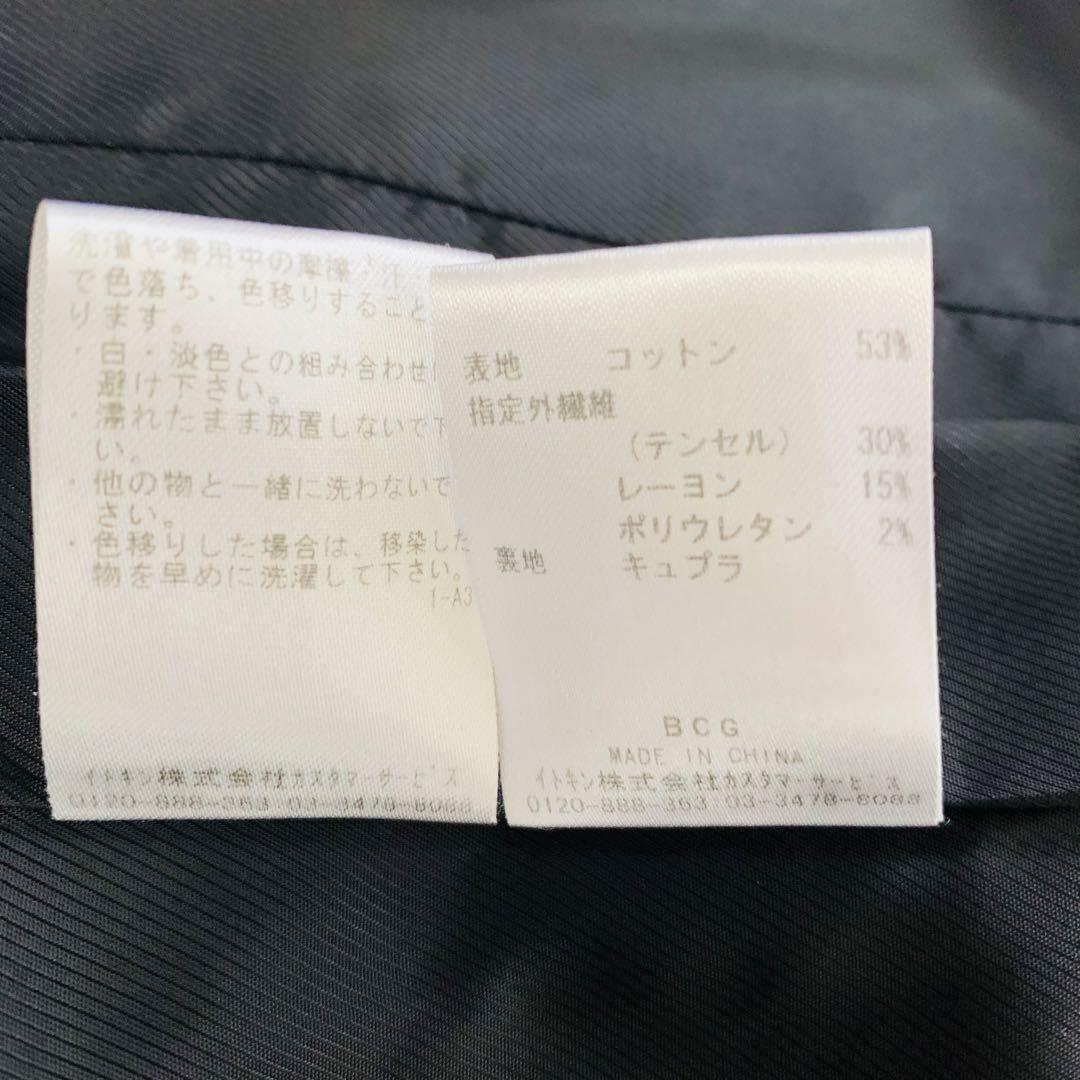 洗濯や着用中の摩擦、汗
で色落ち、色移りすること
ります。
・白・淡色との組み合わせ
避け下さい。
・濡れたまま放置しないで下
い。
・他の物と一緒に洗わないで
さい。
・色移りした場合は、移染した
物を早めに洗濯して下さい。
1-A3
イトキン株式会社カスタマーサービス
0120-888-363 03-3478-8088
表地 コットン 53%
指定外繊維
(テンセル) 30%
レーヨン 15%
ポリウレタン 2%
裏地 キュプラ
BCG
MADE IN CHINA
イトキン株式会社カスタマーサービス
0120-888-363 03-3478-8088